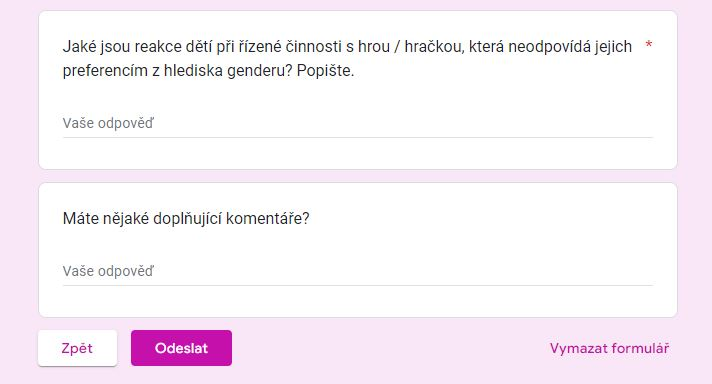 Jaké jsou reakce dětí při řízené činnosti s hrou / hračkou, která neodpovídá jejich *
preferencím z hlediska genderu? Popište.
Vaše odpověď
Máte nějaké doplňující komentáře?
Vaše odpověď
Zpět Odeslat Vymazat formulář